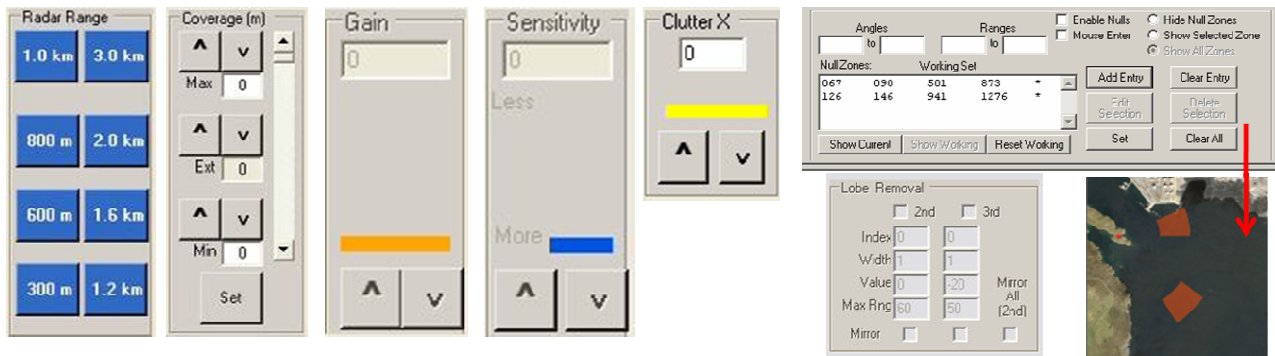 Radar Range
1.0 km 3.0 km
800 m 2.0 km
600 m 1.6 km
300 m 1.2 km
Coverage (m)
^ v
Max 0
^ v
Ext 0
^ v
Min 0
Set
Gain
0
^ v
Sensitivity
0
Less
More
^ v
Clutter X
0
^ v
Angles Ranges
to to
Enable Nulls
Mouse Enter
Hide Null Zones
Show Selected Zone
Show All Zones
Null Zones: Working Set
067 090 501 873 *
126 146 941 1276 *
Add Entry Clear Entry
Edit Selection Delete Selection
Set Clear All
Show Current Show Working Reset Working
Lobe Removal
2nd 3rd
Index 0 0
Width 1 1
Value 0 -20
Max Rng 60 50
Mirror
All
(2nd)
Mirror